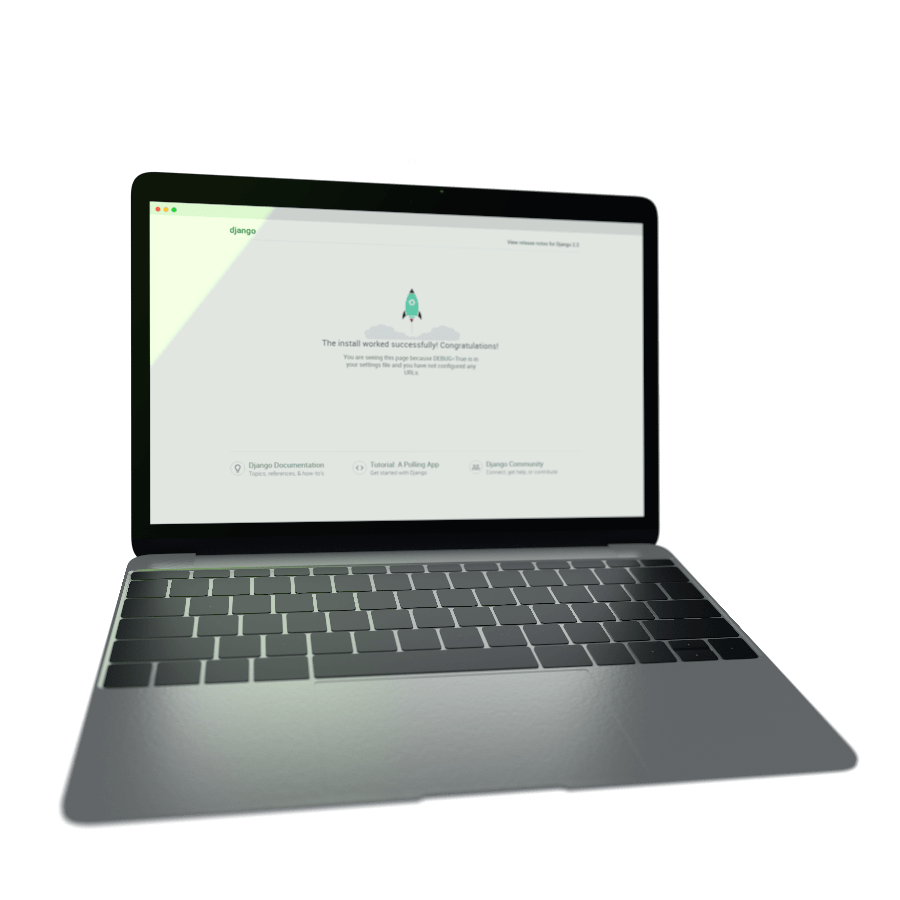 django
View release notes for Django 2.2
The install worked successfully! Congratulations!
You are seeing this page because DEBUG=True is in
your settings file and you have not configured any
URLs.
Django Documentation
Topics, references, & how-to's
Tutorial: A Polling App
Get started with Django
Django Community
Connect, get help, or contribute